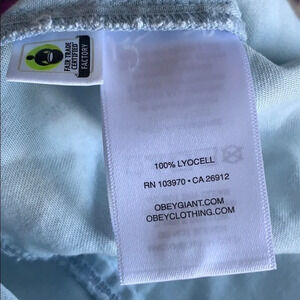 FAIR TRADE
CERTIFIED
FACTORY
100% LYOCELL
RN 103970 • CA 26912
OBEYGIANT.COM
OBEYCLOTHING.COM